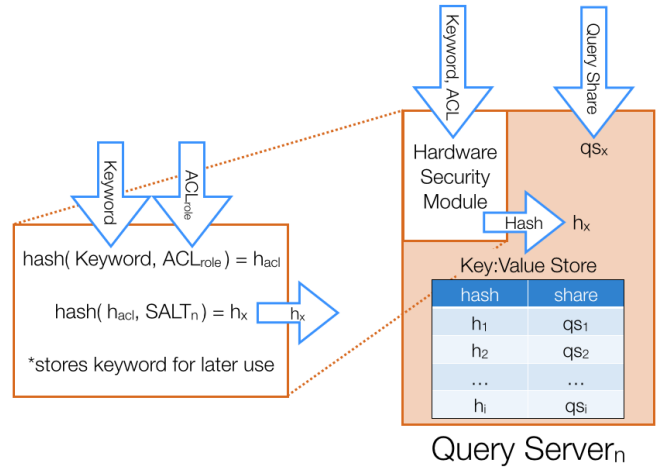 Keyword
ACLrole
hash( Keyword, ACLrole) = hacl
hash( hacl, SALTn) = hx
hx
*stores keyword for later use
Keyword, ACL
Query Share
Hardware
Security
Module
qsx
Hash
hx
Key:Value Store
hash share
h1 qs1
h2 qs2
... ...
hi qsi
Query Servern